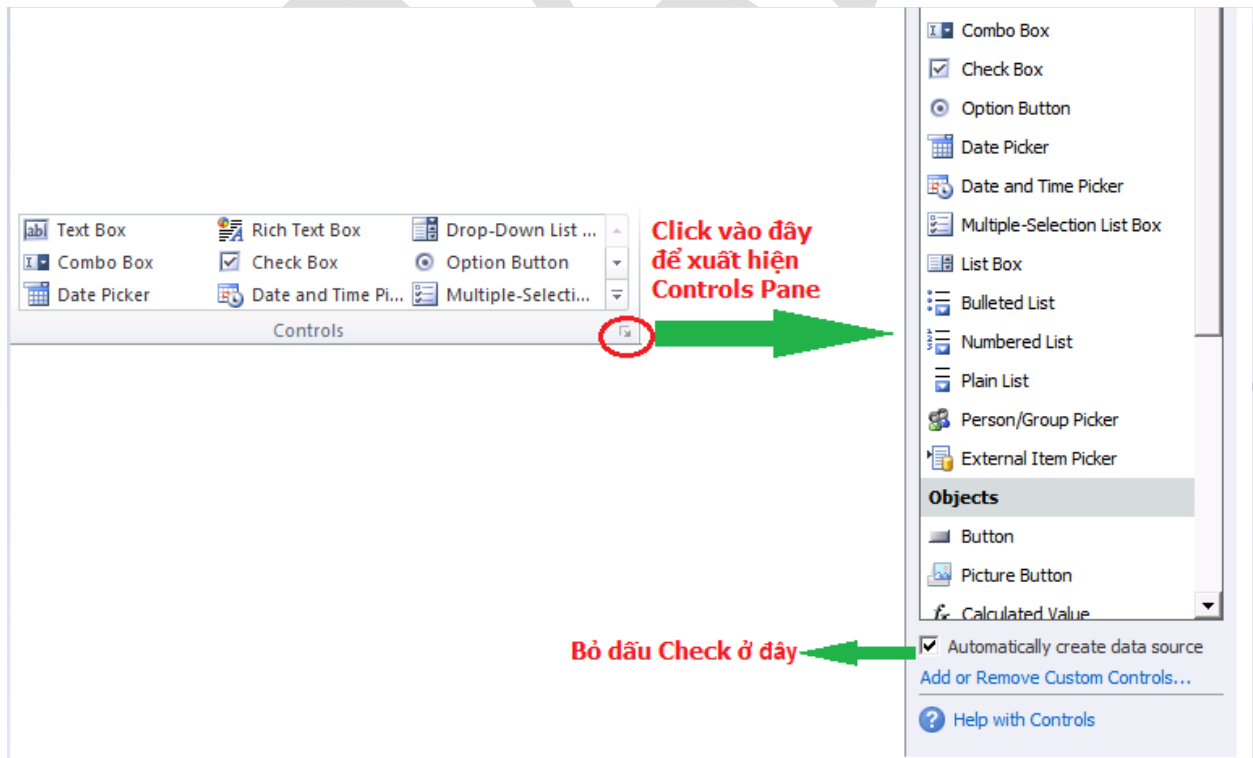 Text Box
Rich Text Box
Drop-Down List ...
Combo Box
Check Box
Option Button
Date Picker
Date and Time Pi...
Multiple-Selecti...
Controls
Click vào đây
để xuất hiện
Controls Pane
Combo Box
Check Box
Option Button
Date Picker
Date and Time Picker
Multiple-Selection List Box
List Box
Bulleted List
Numbered List
Plain List
Person/Group Picker
External Item Picker
Objects
Button
Picture Button
Calculated Value
Bỏ dấu Check ở đây
Automatically create data source
Add or Remove Custom Controls...
Help with Controls